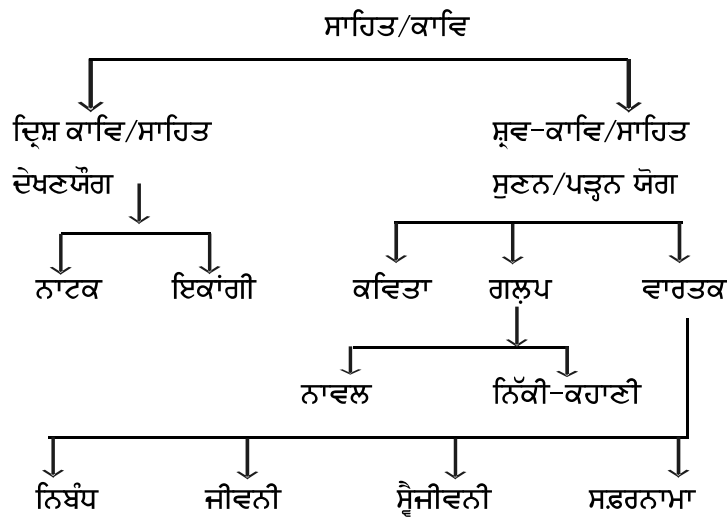 ਸਾਹਿਤ/ਕਾਵਿ
ਦ੍ਰਿਸ਼ ਕਾਵਿ/ਸਾਹਿਤ
ਦੇਖਣਯੋਗ
ਸ਼੍ਰਵ-ਕਾਵਿ/ਸਾਹਿਤ
ਸੁਣਨ/ਪੜ੍ਹਨ ਯੋਗ
ਨਾਟਕ ਇਕਾਂਗੀ ਕਵਿਤਾ ਗਲਪ ਵਾਰਤਕ
ਨਾਵਲ ਨਿੱਕੀ-ਕਹਾਣੀ
ਨਿਬੰਧ ਜੀਵਨੀ ਸ੍ਵੈਜੀਵਨੀ ਸਫ਼ਰਨਾਮਾ